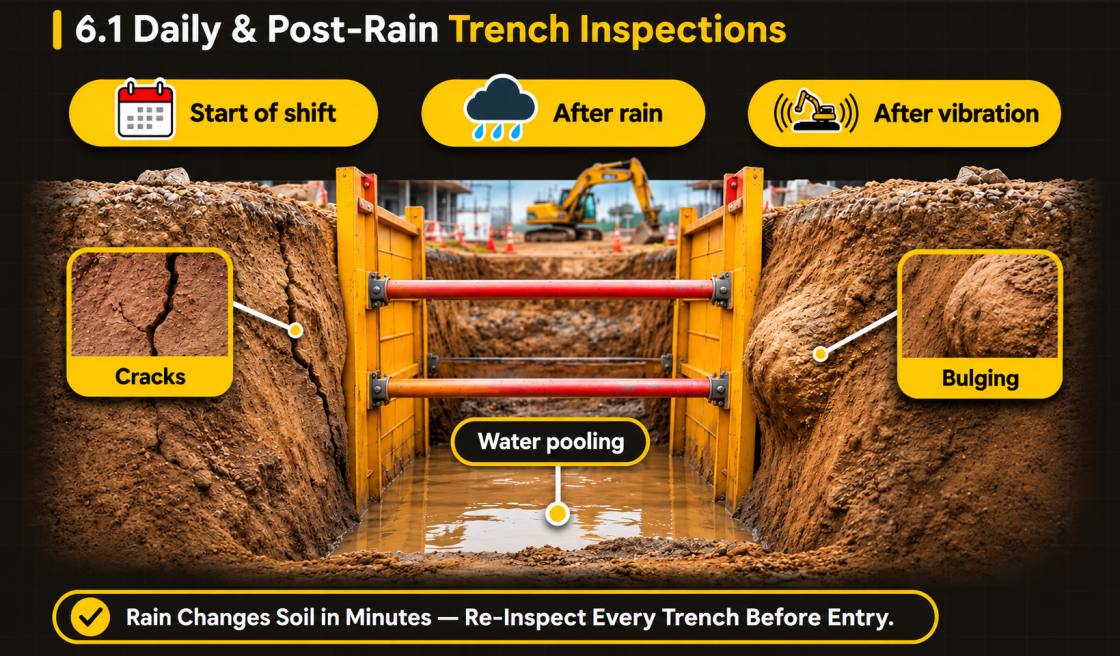 6.1 Daily & Post-Rain Trench Inspections
Start of shift
After rain
After vibration
Cracks
Bulging
Water pooling
Rain Changes Soil in Minutes — Re-Inspect Every Trench Before Entry.